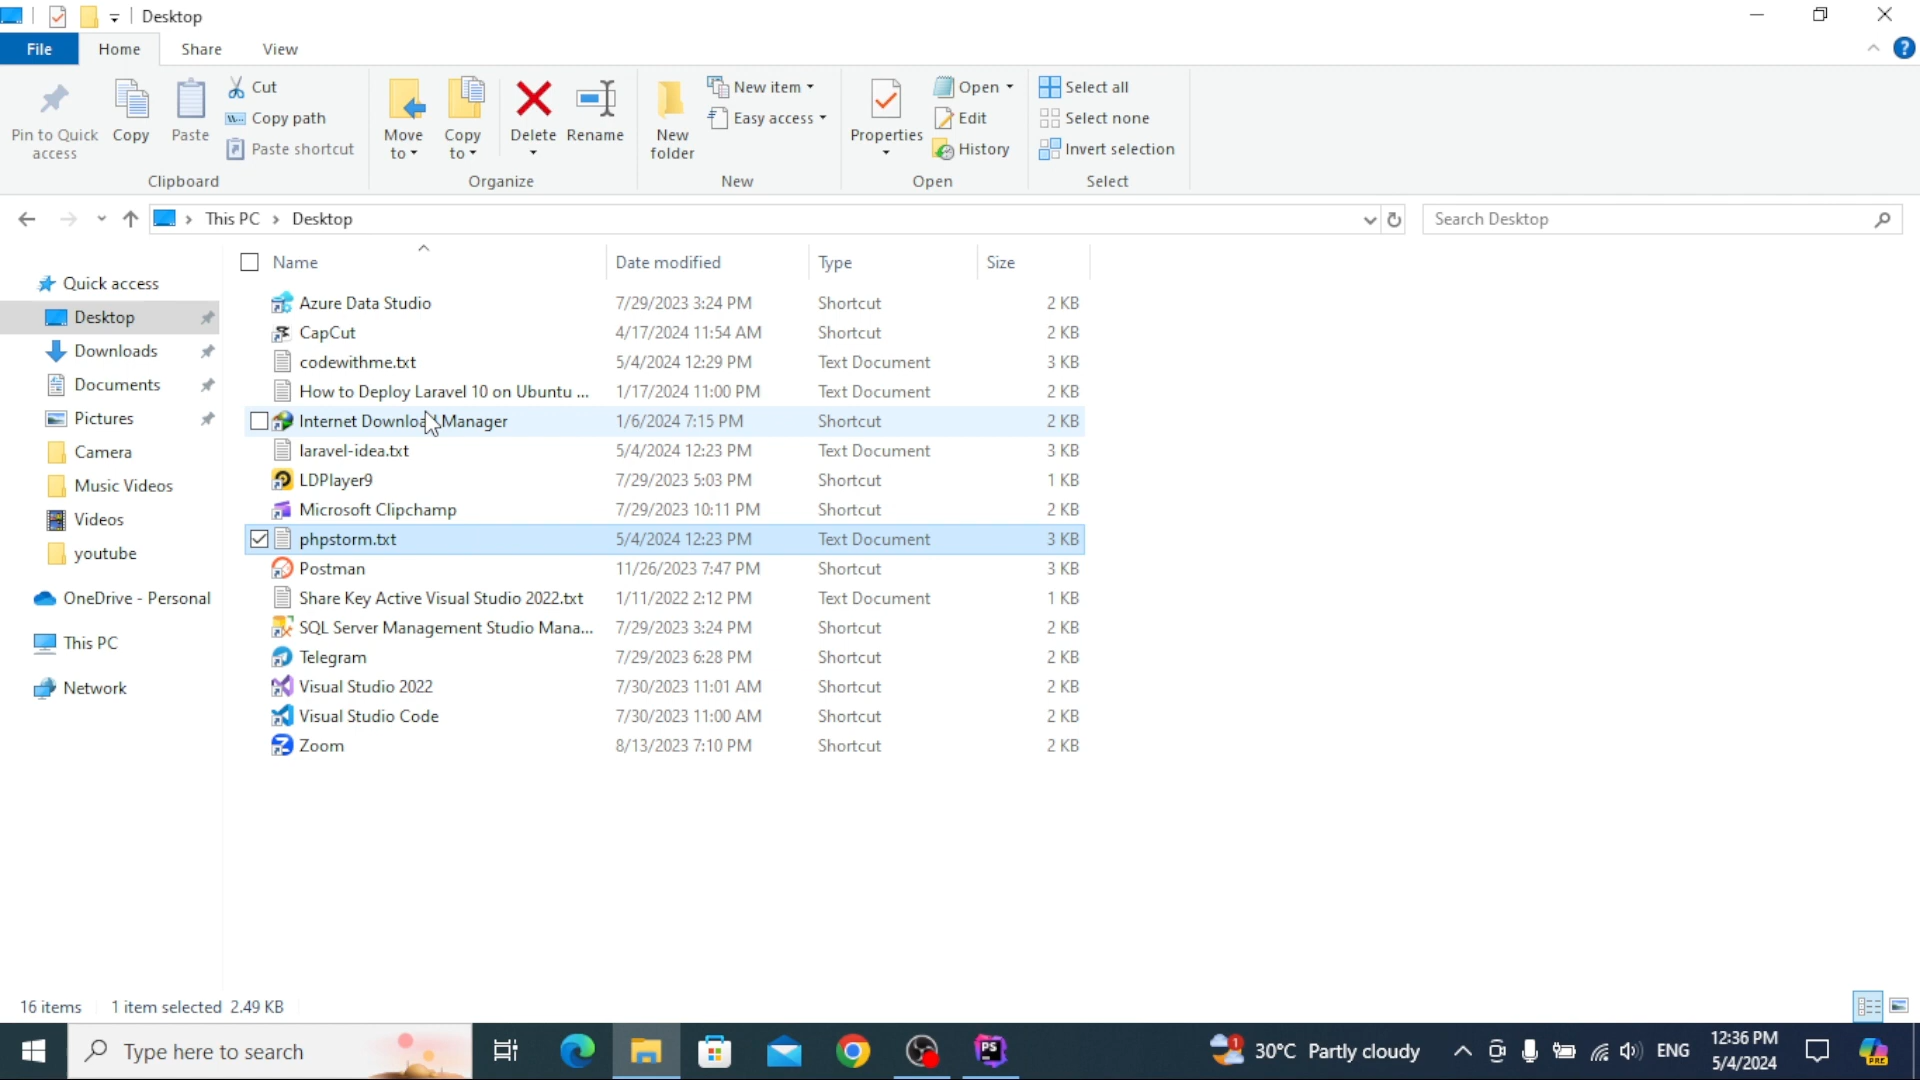 Desktop
File Home Share View
Pin to Quick access
Copy
Paste
Cut
Copy path
Paste shortcut
Clipboard
Move to
Copy to
Delete
Rename
Organize
New folder
New item
Easy access
New
Properties
Open
Edit
History
Open
Select all
Select none
Invert selection
Select
This PC > Desktop
Search Desktop
Quick access
Desktop
Downloads
Documents
Pictures
Camera
Music Videos
Videos
youtube
OneDrive - Personal
This PC
Network
Name Date modified Type Size
Azure Data Studio 7/29/2023 3:24 PM Shortcut 2 KB
CapCut 4/17/2024 11:54 AM Shortcut 2 KB
codewithme.txt 5/4/2024 12:29 PM Text Document 3 KB
How to Deploy Laravel 10 on Ubuntu ... 1/17/2024 11:00 PM Text Document 2 KB
Internet Download Manager 1/6/2024 7:15 PM Shortcut 2 KB
laravel-idea.txt 5/4/2024 12:23 PM Text Document 3 KB
LDPlayer9 7/29/2023 5:03 PM Shortcut 1 KB
Microsoft Clipchamp 7/29/2023 10:11 PM Shortcut 2 KB
phpstorm.txt 5/4/2024 12:23 PM Text Document 3 KB
Postman 11/26/2023 7:47 PM Shortcut 3 KB
Share Key Active Visual Studio 2022.txt 1/11/2022 2:12 PM Text Document 1 KB
SQL Server Management Studio Mana... 7/29/2023 3:24 PM Shortcut 2 KB
Telegram 7/29/2023 6:28 PM Shortcut 2 KB
Visual Studio 2022 7/30/2023 11:01 AM Shortcut 2 KB
Visual Studio Code 7/30/2023 11:00 AM Shortcut 2 KB
Zoom 8/13/2023 7:10 PM Shortcut 2 KB
16 items 1 item selected 2.49 KB
Type here to search
PS
1
30°C Partly cloudy
ENG
12:36 PM
5/4/2024
PRE